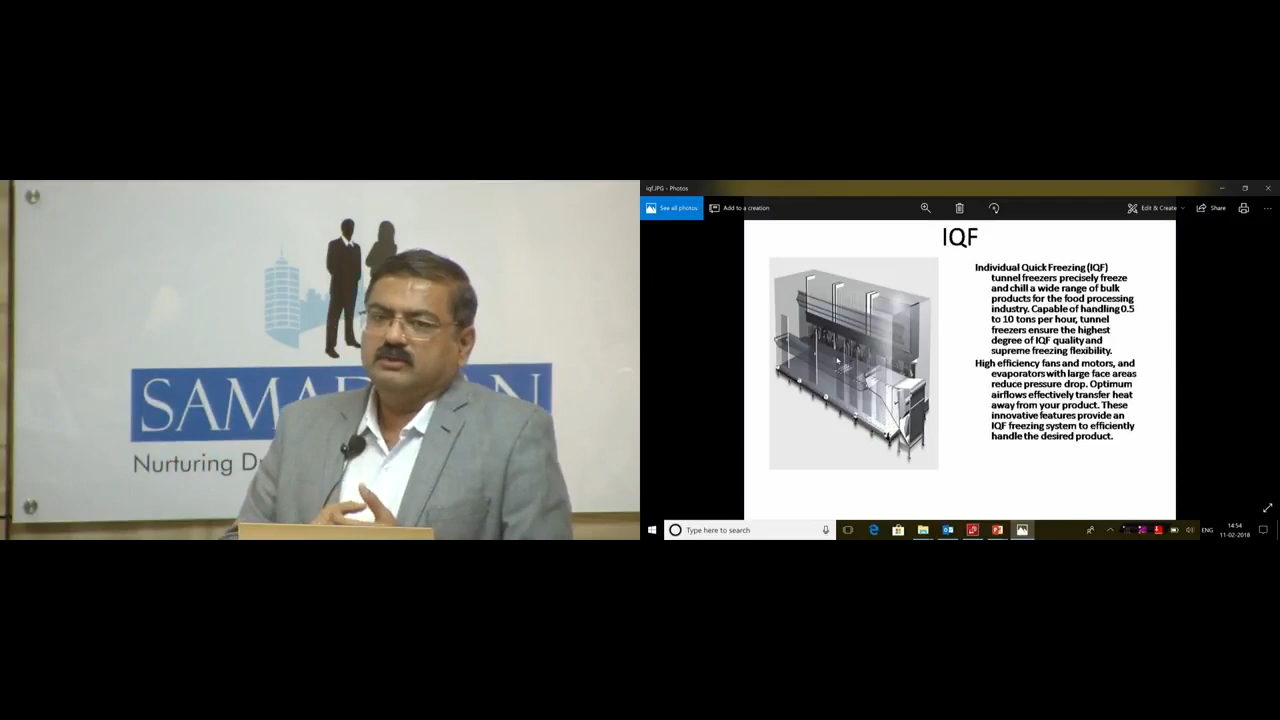 SAMA
Nurturing
iqf.JPG - Photos
See all photos
Add to a creation
Edit & Create
Share
IQF
Individual Quick Freezing (IQF)
tunnel freezers precisely freeze
and chill a wide range of bulk
products for the food processing
industry. Capable of handling 0.5
to 10 tons per hour, tunnel
freezers ensure the highest
degree of IQF quality and
supreme freezing flexibility.
High efficiency fans and motors, and
evaporators with large face areas
reduce pressure drop. Optimum
airflows effectively transfer heat
away from your product. These
innovative features provide an
IQF freezing system to efficiently
handle the desired product.
Type here to search
ENG
14:54
11-02-2018